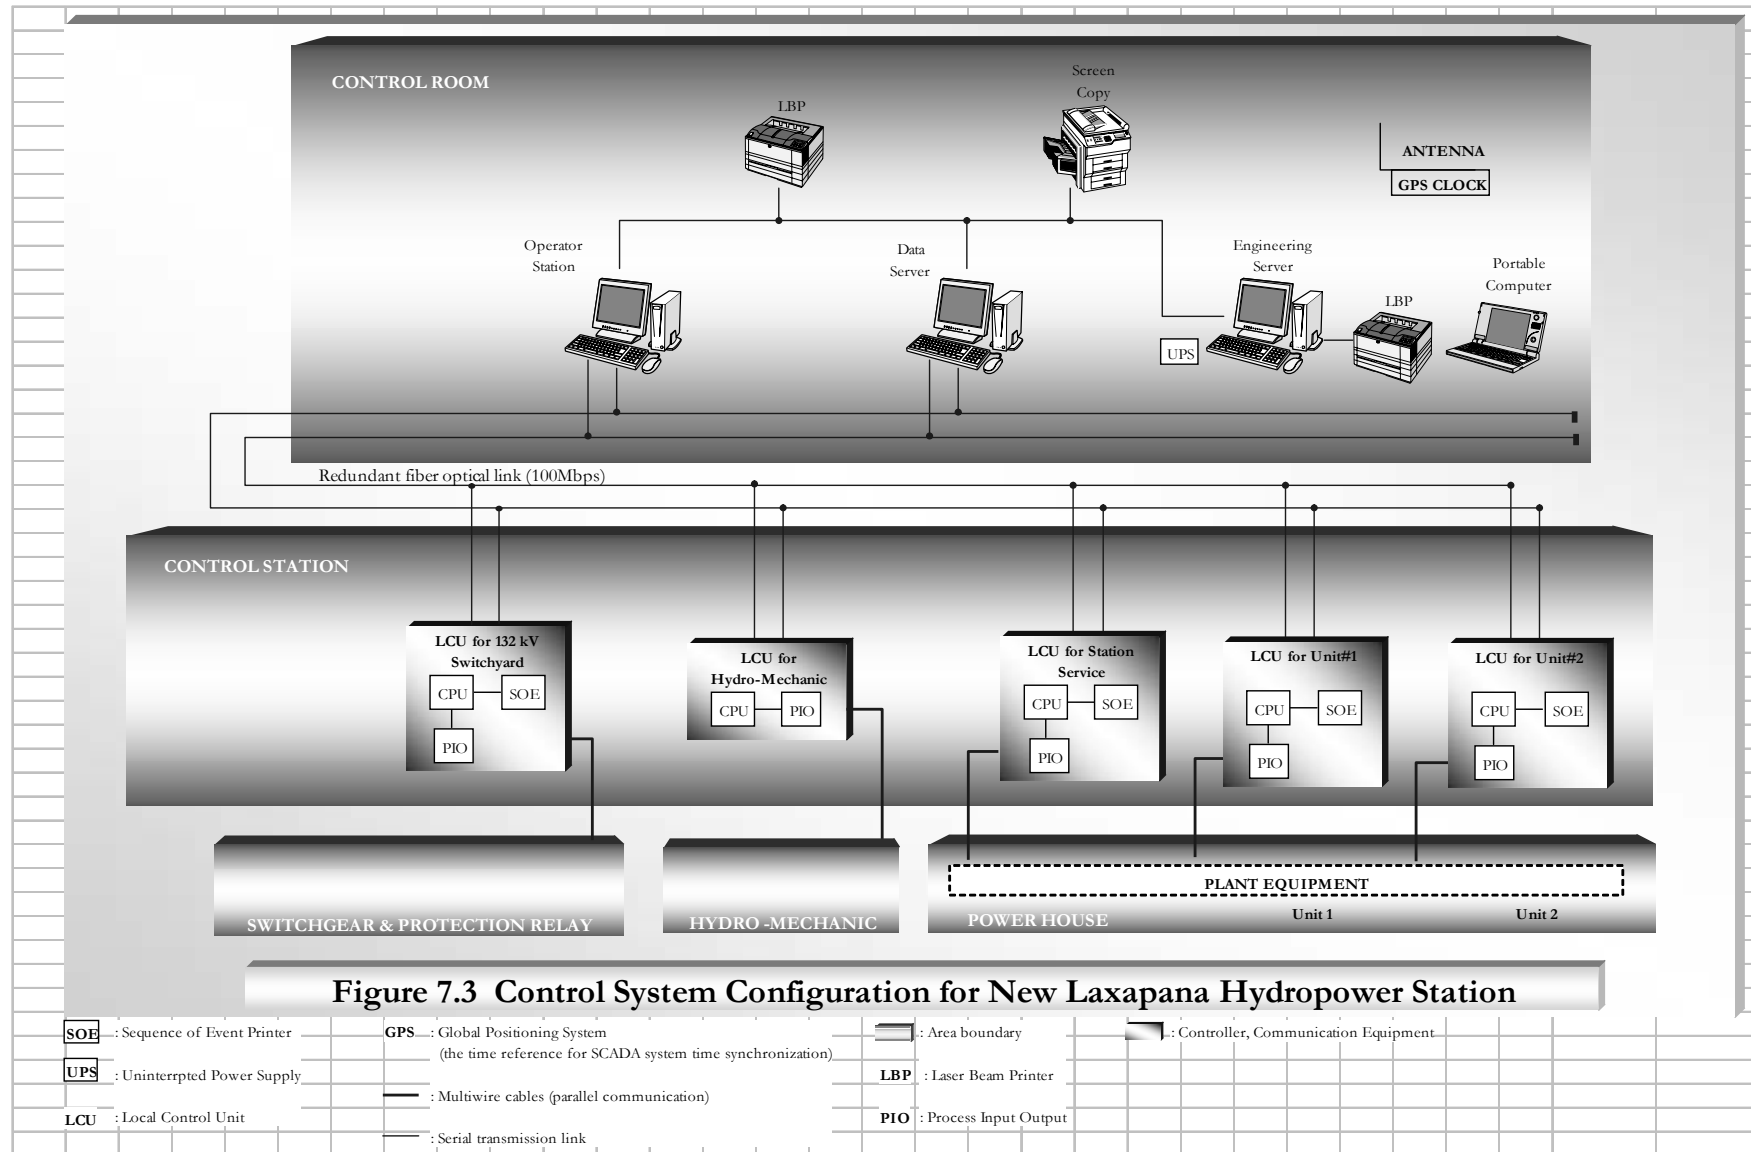 CONTROL ROOM
Screen
Copy
LBP
ANTENNA
GPS CLOCK
Operator
Station
Data
Server
Engineering
Server
Portable
Computer
LBP
UPS
Redundant fiber optical link (100Mbps)
CONTROL STATION
LCU for 132 kV
Switchyard
CPU
SOE
PIO
LCU for
Hydro-Mechanic
CPU
PIO
LCU for Station
Service
CPU
SOE
PIO
LCU for Unit#1
CPU
SOE
PIO
LCU for Unit#2
CPU
SOE
PIO
SWITCHGEAR & PROTECTION RELAY
HYDRO -MECHANIC
PLANT EQUIPMENT
POWER HOUSE
Unit 1
Unit 2
Figure 7.3 Control System Configuration for New Laxapana Hydropower Station
SOE : Sequence of Event Printer
UPS : Uninterrpted Power Supply
LCU : Local Control Unit
GPS : Global Positioning System
(the time reference for SCADA system time synchronization)
: Multiwire cables (parallel communication)
: Serial transmission link
: Area boundary
LBP : Laser Beam Printer
PIO : Process Input Output
: Controller, Communication Equipment